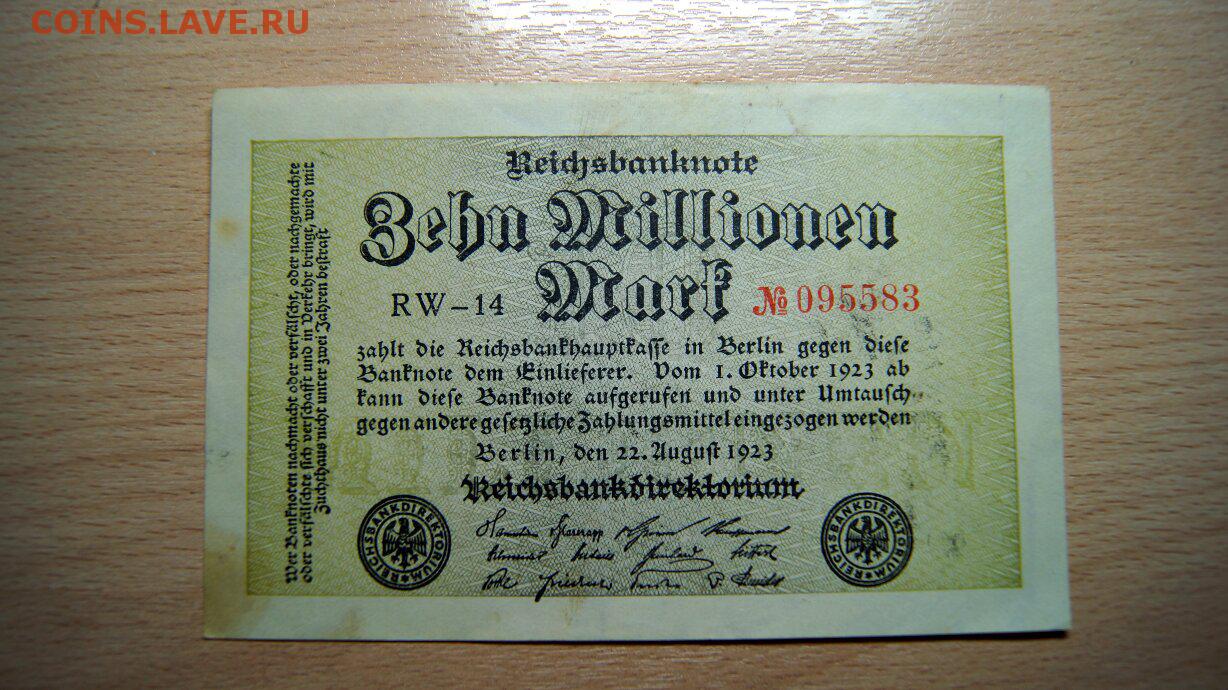 COINS.LAVE.RU
Reichsbanknote
Zehn Millionen
Mark
RW-14
№ 095583
zahlt die Reichsbankhauptkasse in Berlin gegen diese
Banknote dem Einlieferer. Vom 1. Oktober 1923 ab
kann diese Banknote aufgerufen und unter Umtausch
gegen andere gesetzliche Zahlungsmittel eingezogen werden
Berlin, den 22. August 1923
Reichsbankdirektorium
REICHSBANKDIREKTORIUM
REICHSBANKDIREKTORIUM
Wer Banknoten nachmacht oder verfälscht, oder nachgemachte
oder verfälschte sich verschafft und in Verkehr bringt, wird mit
Zuchthaus nicht unter zwei Jahren bestraft